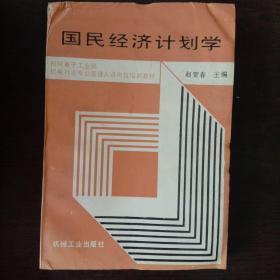 国民经济计划学
机械电子工业部
机械行业专业管理人员岗位培训教材
赵贺春 主编
机械工业出版社